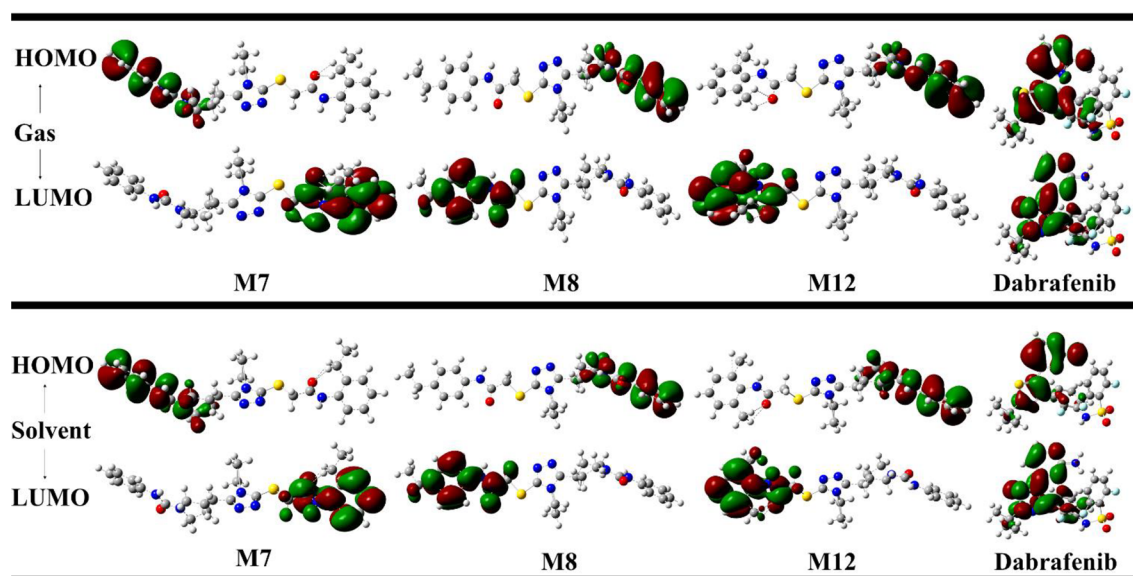 HOMO
Gas
LUMO
M7 M8 M12 Dabrafenib
HOMO
Solvent
LUMO
M7 M8 M12 Dabrafenib